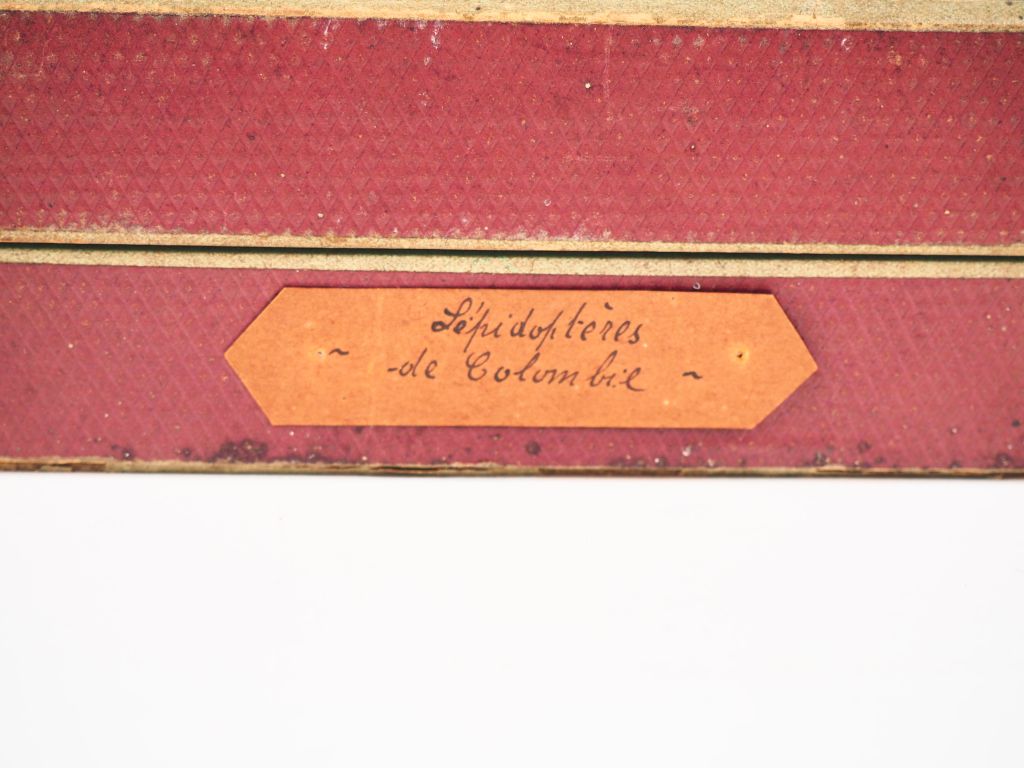 Lépidoptères
~ de Colombie ~